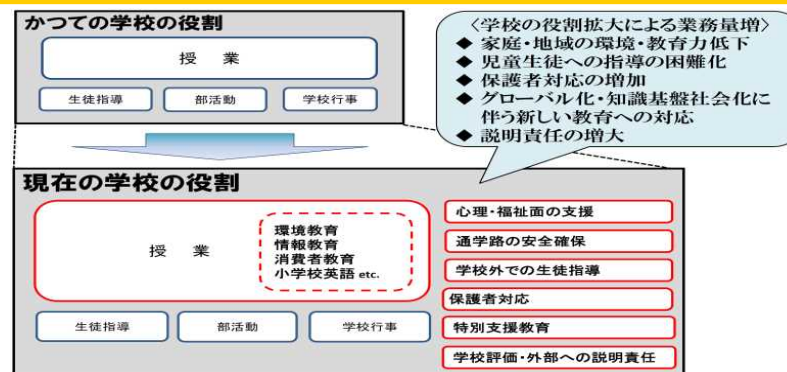 かつての学校の役割
授　業
生徒指導
部活動
学校行事
〈学校の役割拡大による業務量増〉
◆ 家庭・地域の環境・教育力低下
◆ 児童生徒への指導の困難化
◆ 保護者対応の増加
◆ グローバル化・知識基盤社会化に
伴う新しい教育への対応
◆ 説明責任の増大
現在の学校の役割
授　業
環境教育
情報教育
消費者教育
小学校英語 etc.
生徒指導
部活動
学校行事
心理・福祉面の支援
通学路の安全確保
学校外での生徒指導
保護者対応
特別支援教育
学校評価・外部への説明責任